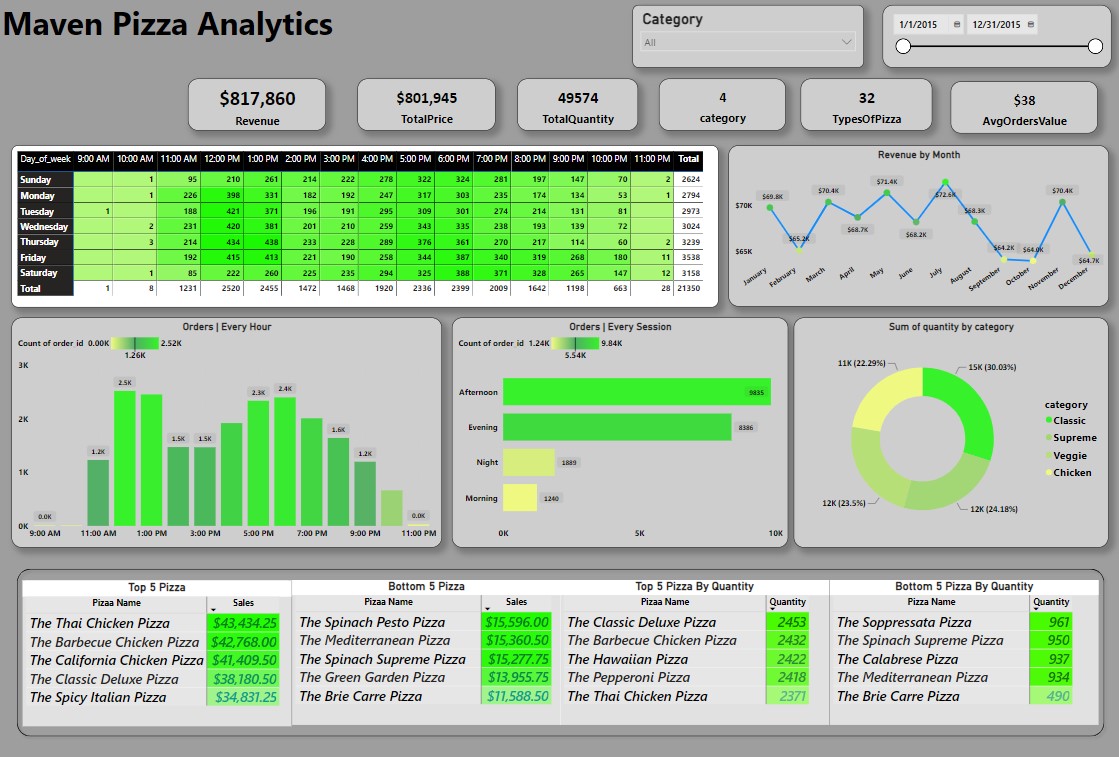 Maven Pizza Analytics
Category
All
1/1/2015 12/31/2015
$817,860
Revenue
$801,945
TotalPrice
49574
TotalQuantity
4
category
32
TypesOfPizza
$38
AvgOrdersValue
Day_of_week 9:00 AM 10:00 AM 11:00 AM 12:00 PM 1:00 PM 2:00 PM 3:00 PM 4:00 PM 5:00 PM 6:00 PM 7:00 PM 8:00 PM 9:00 PM 10:00 PM 11:00 PM Total
Sunday 1 95 210 261 214 222 278 322 324 281 197 147 70 2 2624
Monday 1 226 398 331 182 192 247 317 303 235 174 134 53 1 2794
Tuesday 1 188 421 371 196 191 295 309 301 274 214 131 81 2973
Wednesday 2 231 420 381 201 210 259 343 335 238 193 139 72 3024
Thursday 3 214 434 438 233 228 289 376 361 270 217 114 60 2 3239
Friday 192 415 413 221 190 258 344 387 340 319 268 180 11 3538
Saturday 1 85 222 260 225 235 294 325 388 371 328 265 147 12 3158
Total 1 8 1231 2520 2455 1472 1468 1920 2336 2399 2009 1642 1198 663 28 21350
Revenue by Month
$70K
$65K
$69.8K
$65.2K
$70.4K
$68.7K
$71.4K
$68.2K
$72.6K
$68.3K
$64.2K
$64.0K
$70.4K
$64.7K
January
February
March
April
May
June
July
August
September
October
November
December
Orders | Every Hour
Count of order_id 0.00K 2.52K
1.26K
3K
2K
1K
0K
0.0K
1.2K
2.5K
1.5K
1.5K
2.3K
2.4K
1.6K
1.2K
0.0K
9:00 AM 11:00 AM 1:00 PM 3:00 PM 5:00 PM 7:00 PM 9:00 PM 11:00 PM
Orders | Every Session
Count of order_id 1.24K 9.84K
5.54K
Afternoon 9835
Evening 8386
Night 1889
Morning 1240
0K 5K 10K
Sum of quantity by category
11K (22.29%)
15K (30.03%)
12K (23.5%)
12K (24.18%)
category
Classic
Supreme
Veggie
Chicken
Top 5 Pizza
Pizaa Name Sales
The Thai Chicken Pizza $43,434.25
The Barbecue Chicken Pizza $42,768.00
The California Chicken Pizza $41,409.50
The Classic Deluxe Pizza $38,180.50
The Spicy Italian Pizza $34,831.25
Bottom 5 Pizza
Pizaa Name Sales
The Spinach Pesto Pizza $15,596.00
The Mediterranean Pizza $15,360.50
The Spinach Supreme Pizza $15,277.75
The Green Garden Pizza $13,955.75
The Brie Carre Pizza $11,588.50
Top 5 Pizza By Quantity
Pizaa Name Quantity
The Classic Deluxe Pizza 2453
The Barbecue Chicken Pizza 2432
The Hawaiian Pizza 2422
The Pepperoni Pizza 2418
The Thai Chicken Pizza 2371
Bottom 5 Pizza By Quantity
Pizaa Name Quantity
The Soppressata Pizza 961
The Spinach Supreme Pizza 950
The Calabrese Pizza 937
The Mediterranean Pizza 934
The Brie Carre Pizza 490